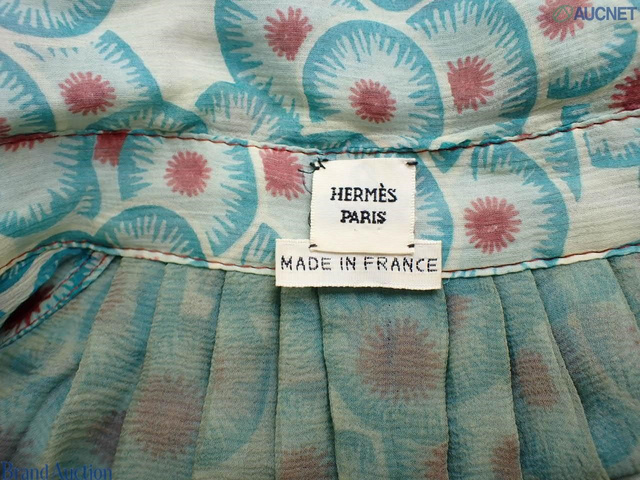 AUCNET
HERMÈS
PARIS
MADE IN FRANCE
Brand Auction